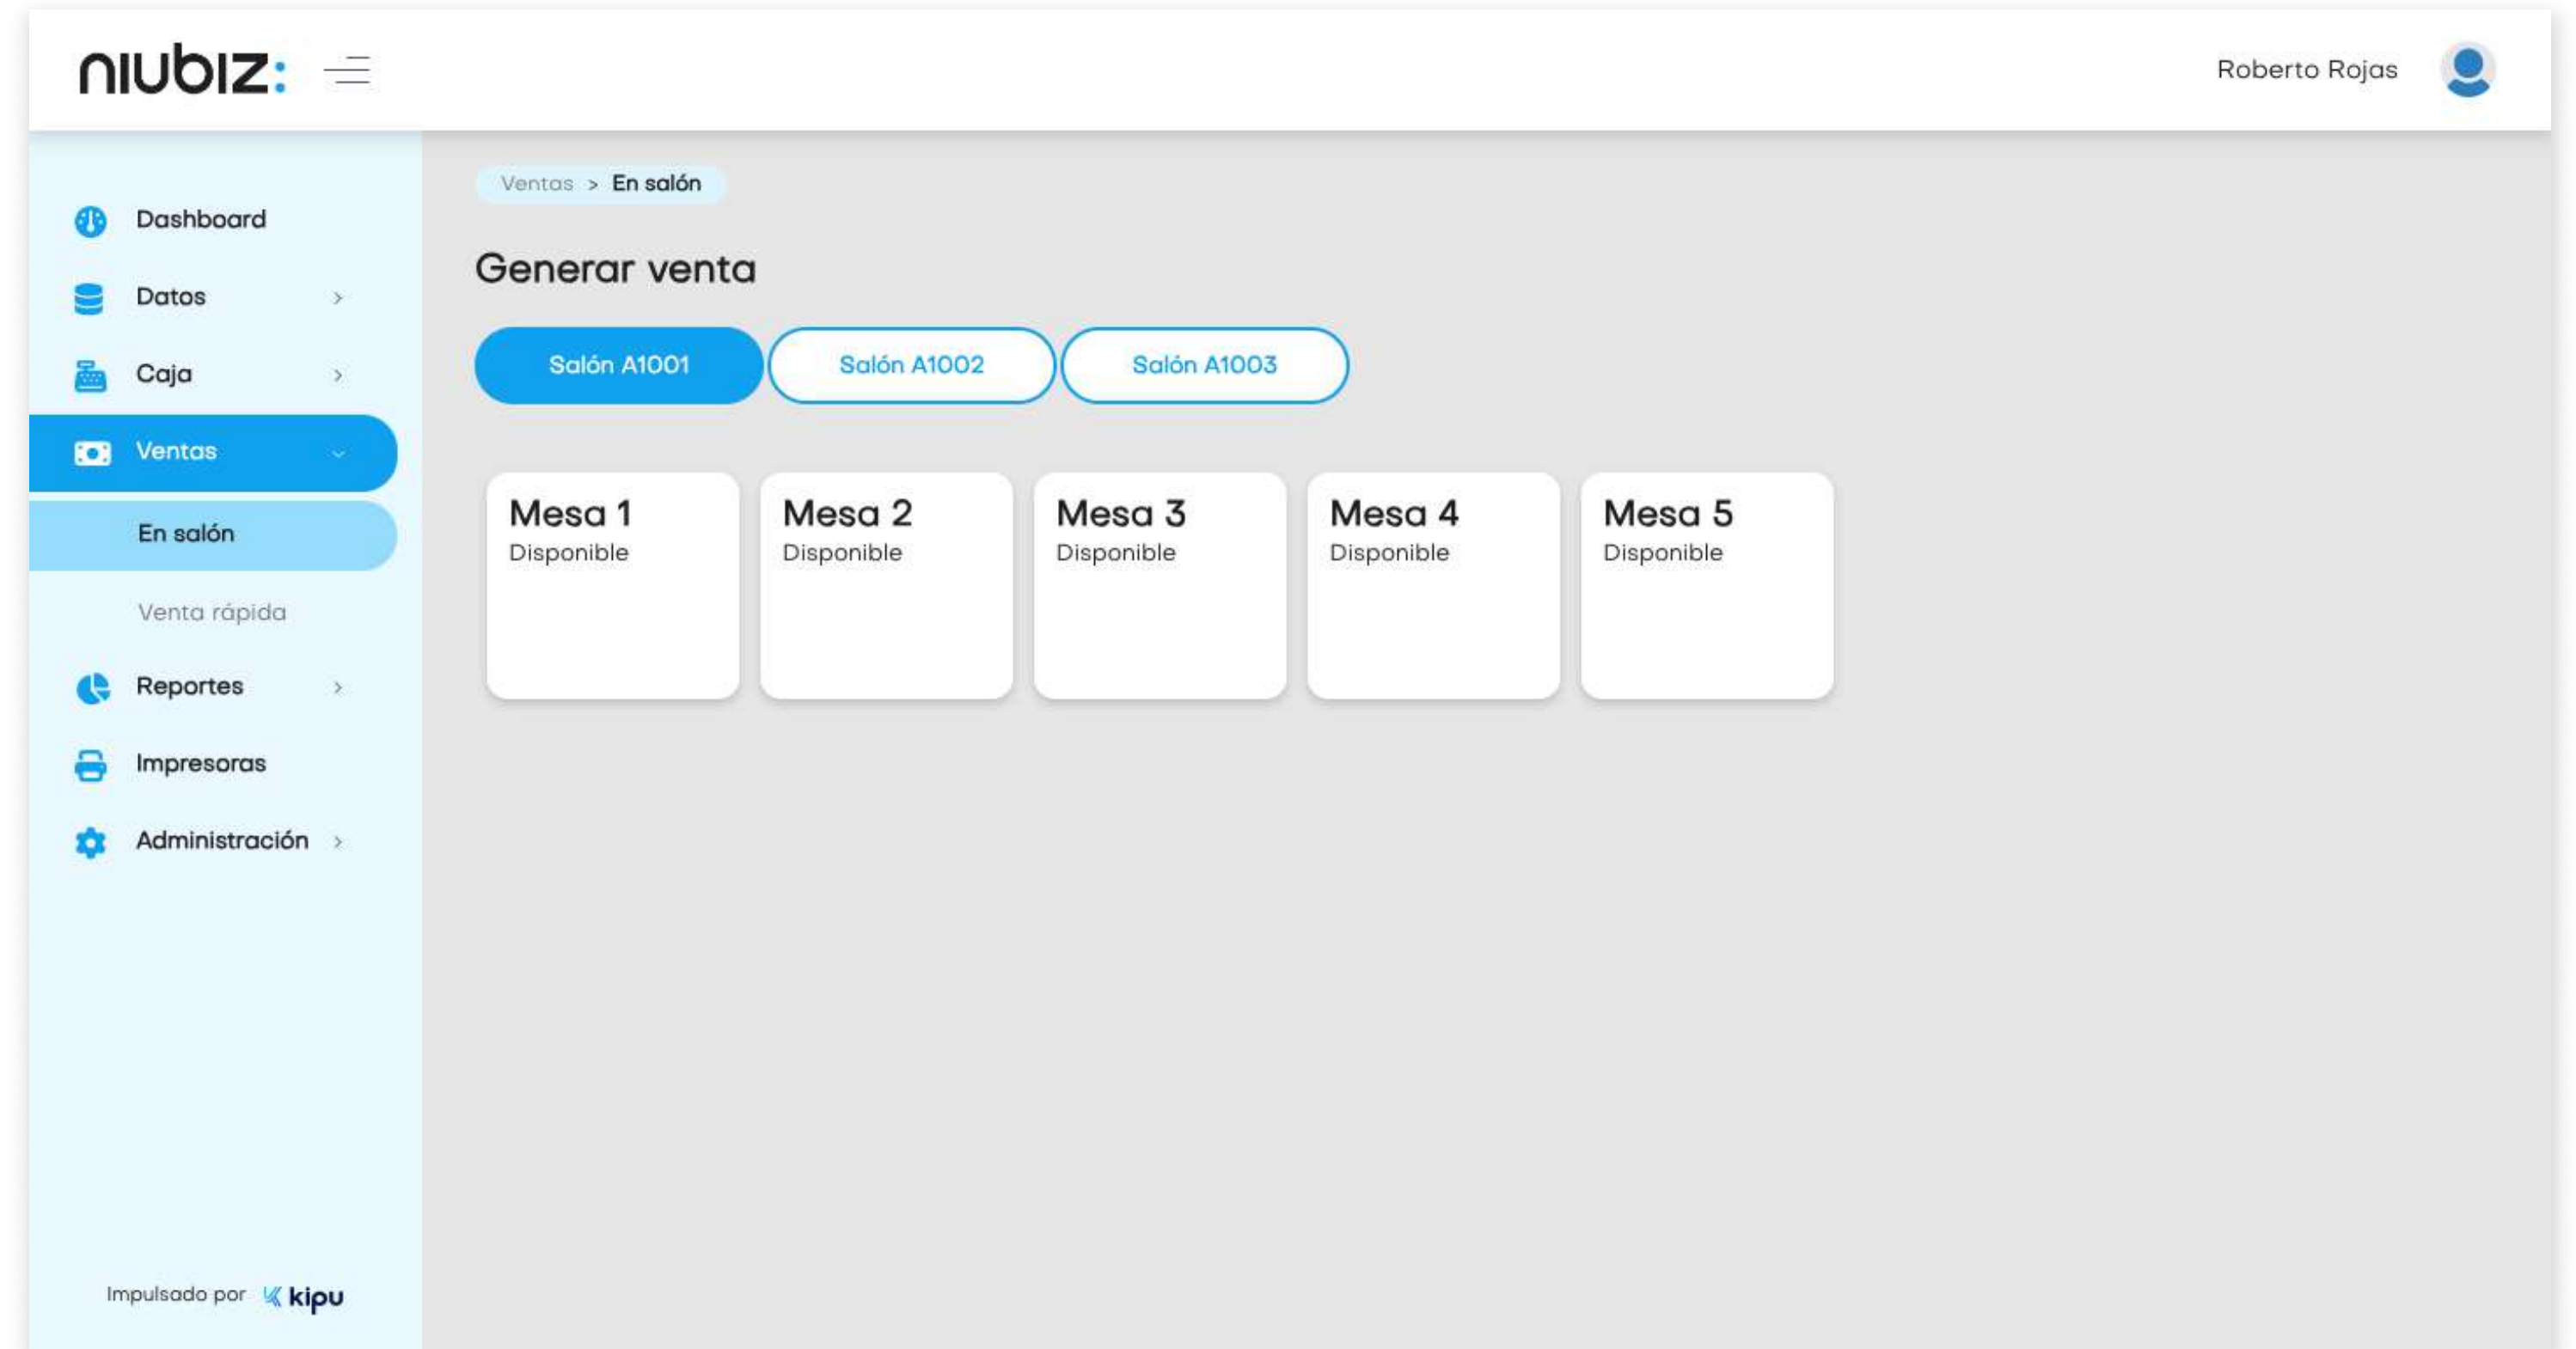 niubiz:
Roberto Rojas
Dashboard
Datos
Caja
Ventas
En salón
Venta rápida
Reportes
Impresoras
Administración
Impulsado por kipu
Ventas > En salón
Generar venta
Salón A1001 Salón A1002 Salón A1003
Mesa 1
Disponible
Mesa 2
Disponible
Mesa 3
Disponible
Mesa 4
Disponible
Mesa 5
Disponible